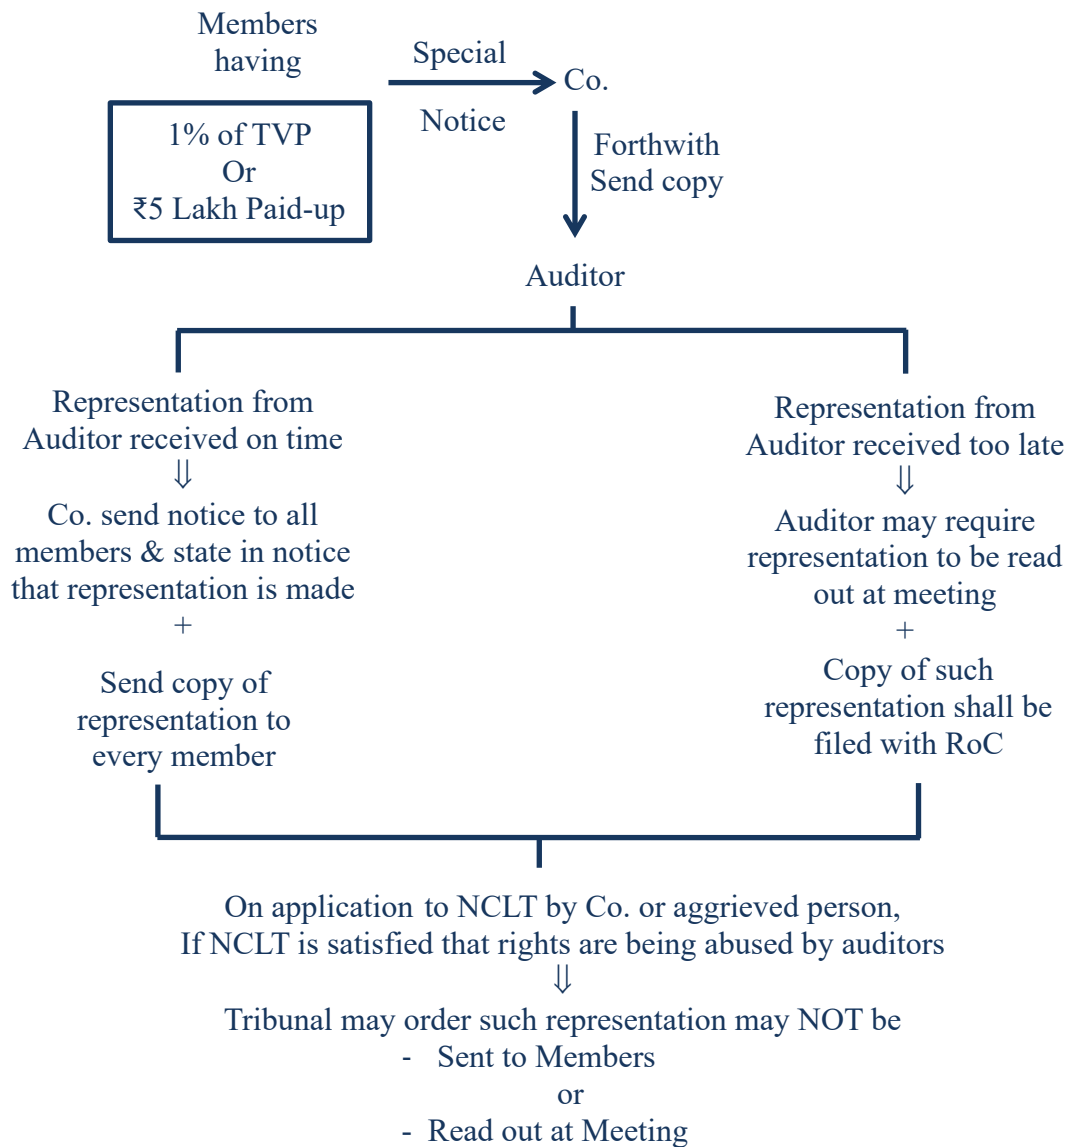 Members
having
1% of TVP
Or
₹5 Lakh Paid-up
Special
Notice
Co.
Forthwith
Send copy
Auditor
Representation from
Auditor received on time
⇓
Co. send notice to all
members & state in notice
that representation is made
+
Send copy of
representation to
every member
Representation from
Auditor received too late
⇓
Auditor may require
representation to be read
out at meeting
+
Copy of such
representation shall be
filed with RoC
On application to NCLT by Co. or aggrieved person,
If NCLT is satisfied that rights are being abused by auditors
⇓
Tribunal may order such representation may NOT be
- Sent to Members
or
- Read out at Meeting